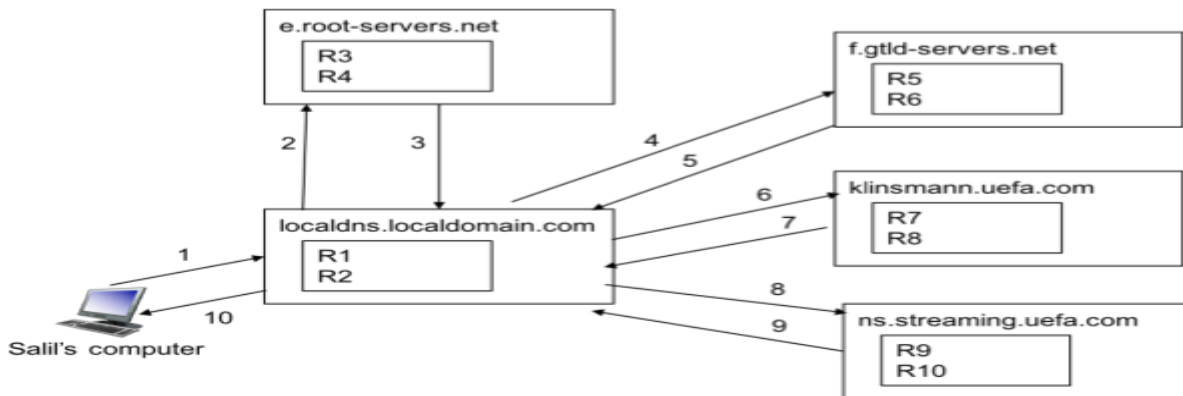 e.root-servers.net
R3
R4
f.gtld-servers.net
R5
R6
2
3
4
5
klinsmann.uefa.com
R7
R8
6
7
localdns.localdomain.com
R1
R2
1
10
Salil's computer
8
9
ns.streaming.uefa.com
R9
R10